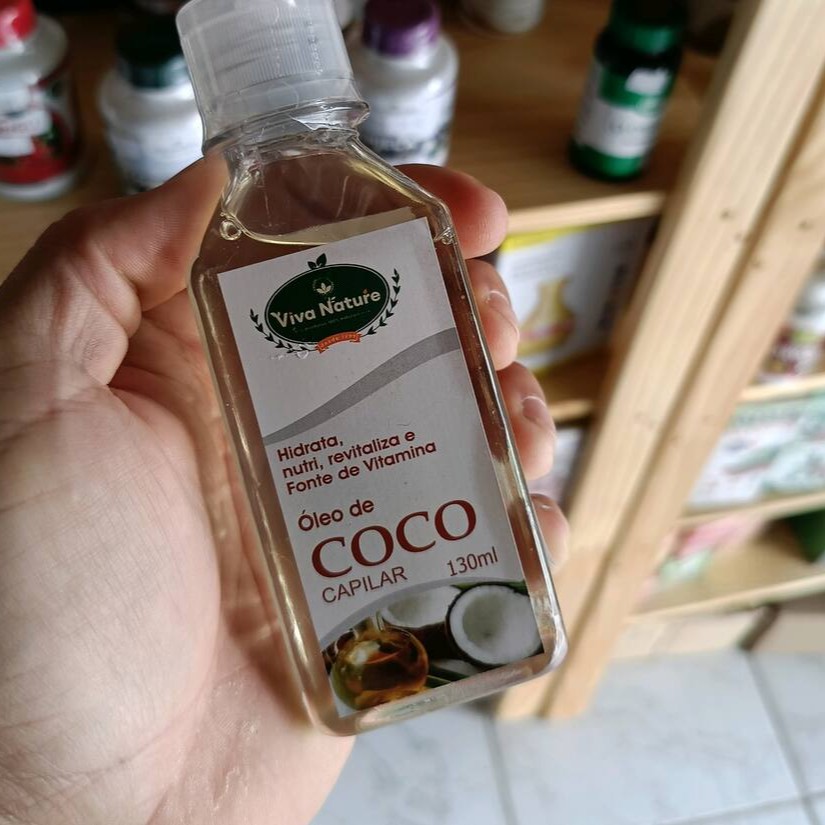 Viva Nature
Hidrata,
nutri, revitaliza e
Fonte de Vitamina
Óleo de
COCO
CAPILAR 130ml